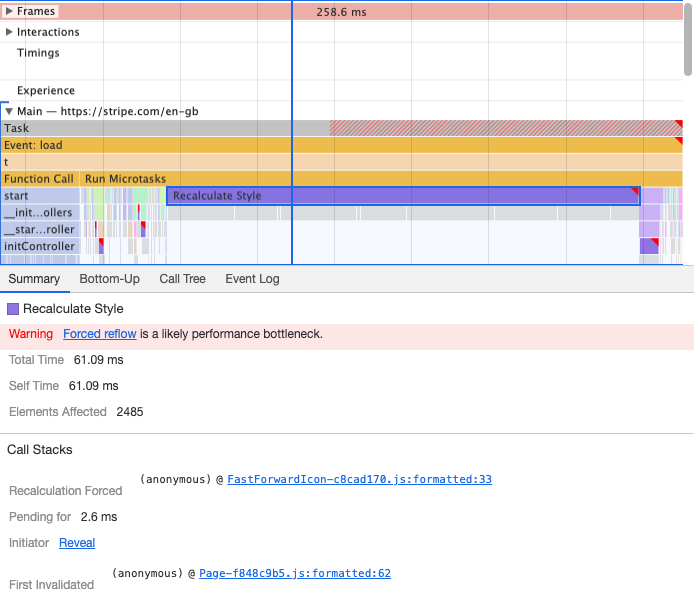 Frames
258.6 ms
Interactions
Timings
Experience
Main — https://stripe.com/en-gb
Task
Event: load
t
Function Call Run Microtasks
start Recalculate Style
__init...ollers
__star...roller
initController
Summary Bottom-Up Call Tree Event Log
Recalculate Style
Warning Forced reflow is a likely performance bottleneck.
Total Time 61.09 ms
Self Time 61.09 ms
Elements Affected 2485
Call Stacks
(anonymous) @ FastForwardIcon-c8cad170.js:formatted:33
Recalculation Forced
Pending for 2.6 ms
Initiator Reveal
(anonymous) @ Page-f848c9b5.js:formatted:62
First Invalidated